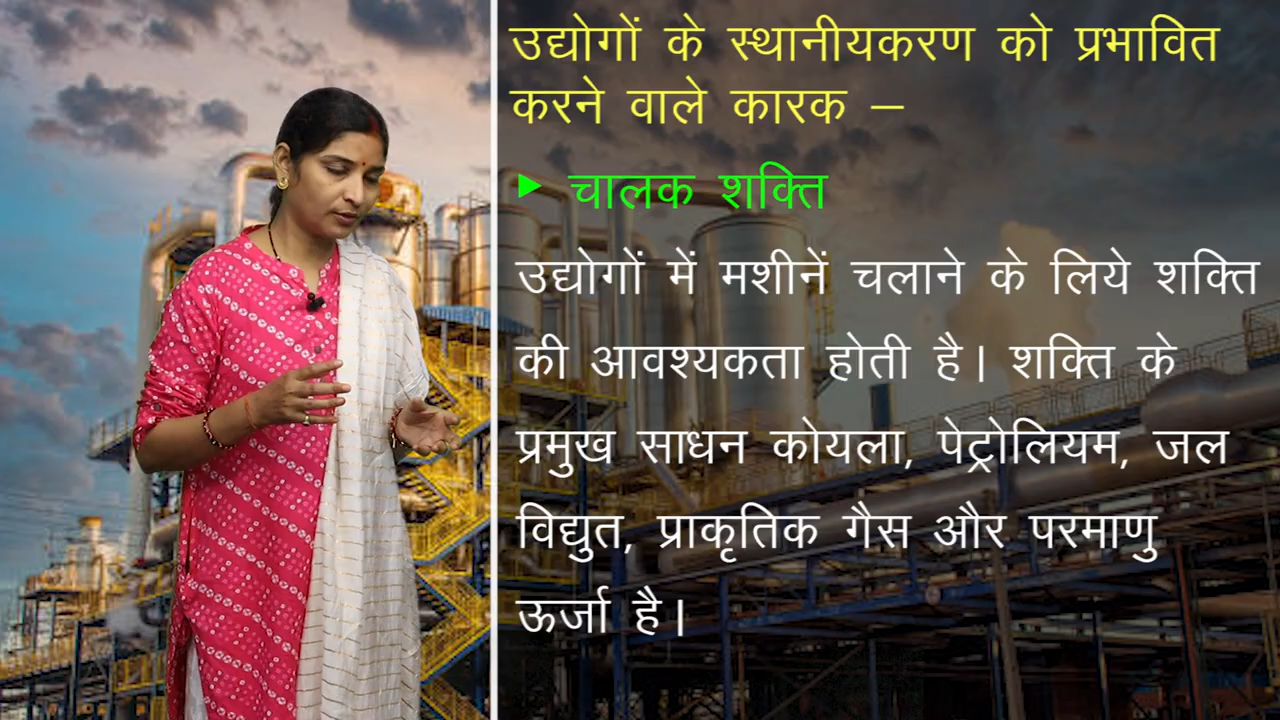 उद्योगों के स्थानीयकरण को प्रभावित
करने वाले कारक –
▶ चालक शक्ति
उद्योगों में मशीनें चलाने के लिये शक्ति
की आवश्यकता होती है। शक्ति के
प्रमुख साधन कोयला, पेट्रोलियम, जल
विद्युत, प्राकृतिक गैस और परमाणु
ऊर्जा है।